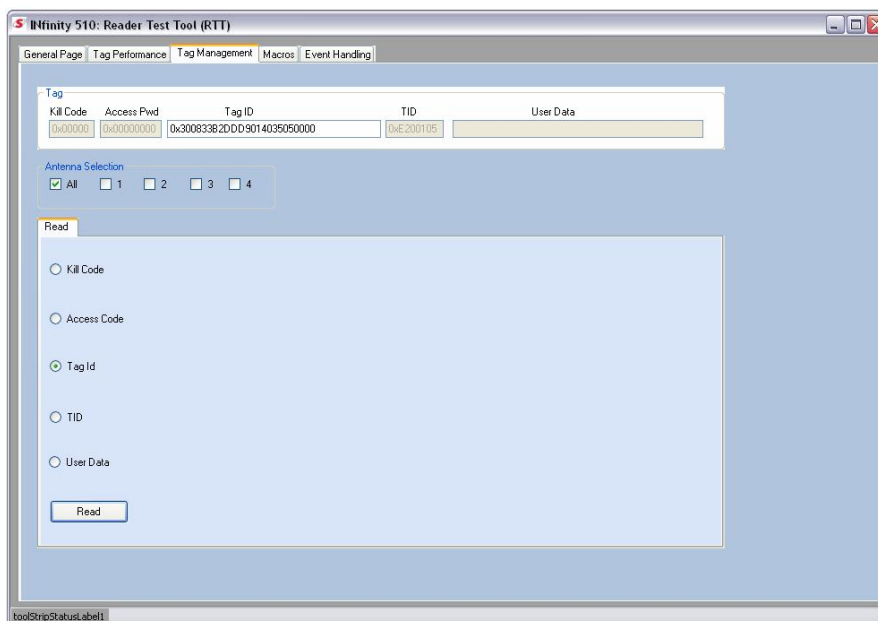 S INfinity 510: Reader Test Tool (RTT)
General Page Tag Performance Tag Management Macros Event Handling
Tag
Kill Code Access Pwd Tag ID TID User Data
0x00000 0x00000000 0x300833B2DDD9014035050000 0xE200105
Antenna Selection
All 1 2 3 4
Read
Kill Code
Access Code
Tag Id
TID
User Data
Read
toolStripStatusLabel1